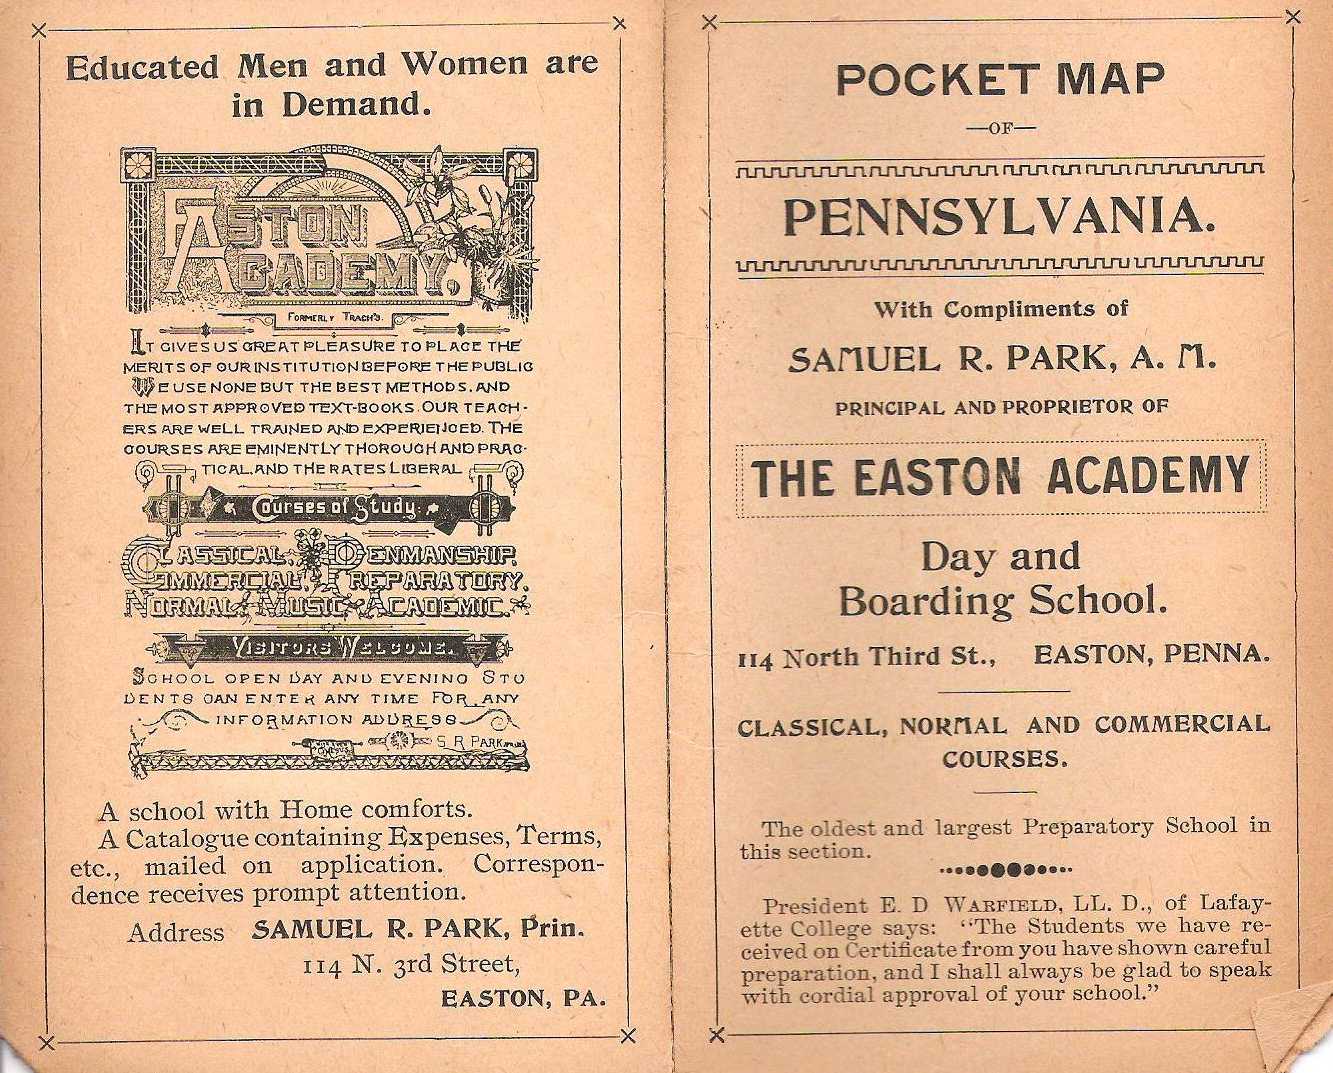 Educated Men and Women are
in Demand.
EASTON
ACADEMY.
FORMERLY TRACH'S.
IT GIVES US GREAT PLEASURE TO PLACE THE
MERITS OF OUR INSTITUTION BEFORE THE PUBLIC
WE USE NONE BUT THE BEST METHODS, AND
THE MOST APPROVED TEXT-BOOKS. OUR TEACH-
ERS ARE WELL TRAINED AND EXPERIENCED. THE
COURSES ARE EMINENTLY THOROUGH AND PRAC-
TICAL, AND THE RATES LIBERAL
Courses of Study.
CLASSICAL, PENMANSHIP,
COMMERCIAL, PREPARATORY,
NORMAL, MUSIC, ACADEMIC.
VISITORS WELCOME.
SCHOOL OPEN DAY AND EVENING STU
DENTS CAN ENTER ANY TIME FOR ANY
INFORMATION ADDRESS
S R PARK
A school with Home comforts.
A Catalogue containing Expenses, Terms,
etc., mailed on application. Correspon-
dence receives prompt attention.
Address SAMUEL R. PARK, Prin.
114 N. 3rd Street,
EASTON, PA.
POCKET MAP
—OF—
PENNSYLVANIA.
With Compliments of
SAMUEL R. PARK, A. M.
PRINCIPAL AND PROPRIETOR OF
THE EASTON ACADEMY
Day and
Boarding School.
114 North Third St., EASTON, PENNA.
CLASSICAL, NORMAL AND COMMERCIAL
COURSES.
The oldest and largest Preparatory School in
this section.
President E. D WARFIELD, LL. D., of Lafay-
ette College says: "The Students we have re-
ceived on Certificate from you have shown careful
preparation, and I shall always be glad to speak
with cordial approval of your school."